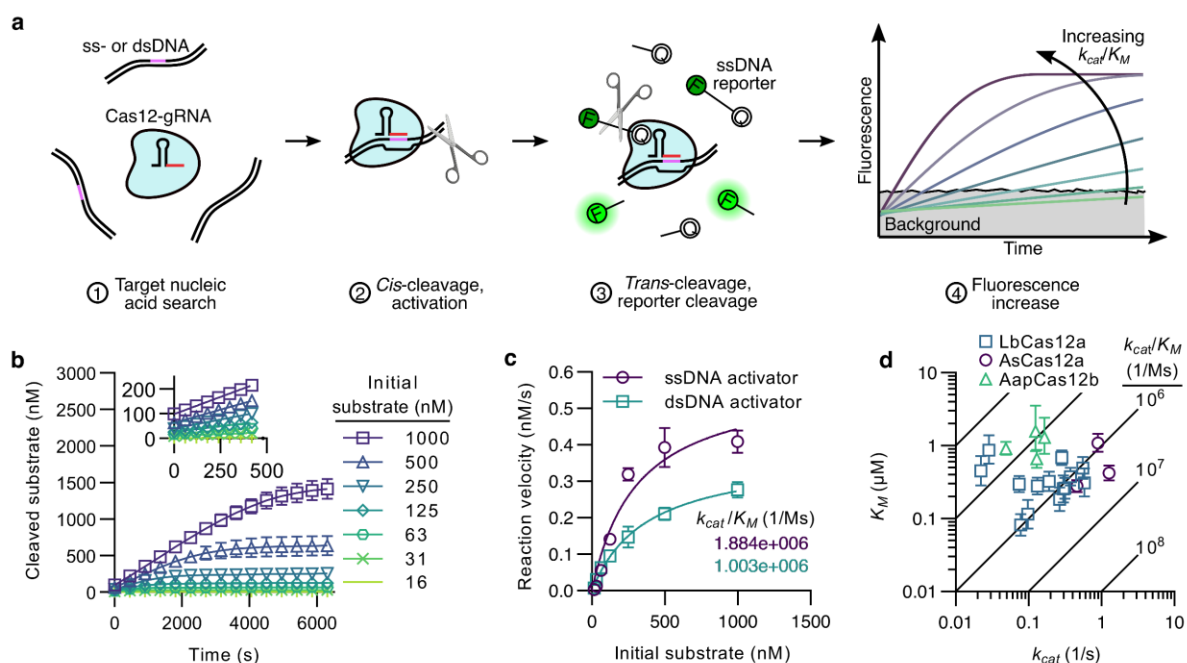 a
ss- or dsDNA
Cas12-gRNA
① Target nucleic
acid search
② Cis-cleavage,
activation
F
Q
F
Q
ssDNA
reporter
Q
F
F
Q
③ Trans-cleavage,
reporter cleavage
Increasing
kcat/KM
Fluorescence
Background
Time
④ Fluorescence
increase
b
Cleaved substrate (nM)
3000
2500
2000
1500
1000
500
0
200
100
0
0 250 500
0 2000 4000 6000
Time (s)
Initial
substrate (nM)
1000
500
250
125
63
31
16
c
Reaction velocity (nM/s)
0.6
0.5
0.4
0.3
0.2
0.1
0.0
ssDNA activator
dsDNA activator
kcat/KM (1/Ms)
1.884e+006
1.003e+006
0 500 1000 1500
Initial substrate (nM)
d
LbCas12a
AsCas12a
AapCas12b
kcat/KM
(1/Ms)
10⁶
10⁷
10⁸
KM (µM)
10
1
0.1
0.01
0.01 0.1 1 10
kcat (1/s)